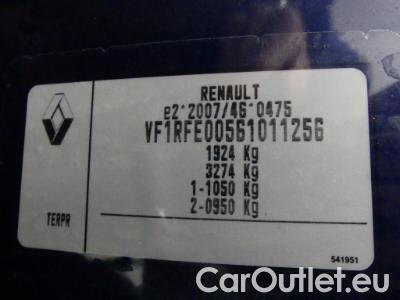 RENAULT
e2*2007/46*0475
VF1RFE00561011256
1924 Kg
3274 Kg
1-1050 Kg
2-0950 Kg
TERPR
541951
CarOutlet.eu